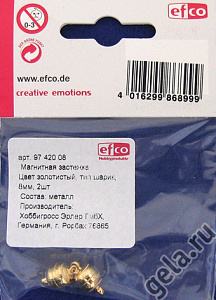 efco
0-3
www.efco.de
creative emotions
4 016299 868999
efco
Hobbyprodukte
арт. 97 420 08
Магнитная застежка
Цвет золотистый, тип шарик,
8мм, 2шт
Состав: металл
Производитель:
Хоббигросс Эрлер ГмбХ,
Германия, г. Рорбах 76865
gela.ru